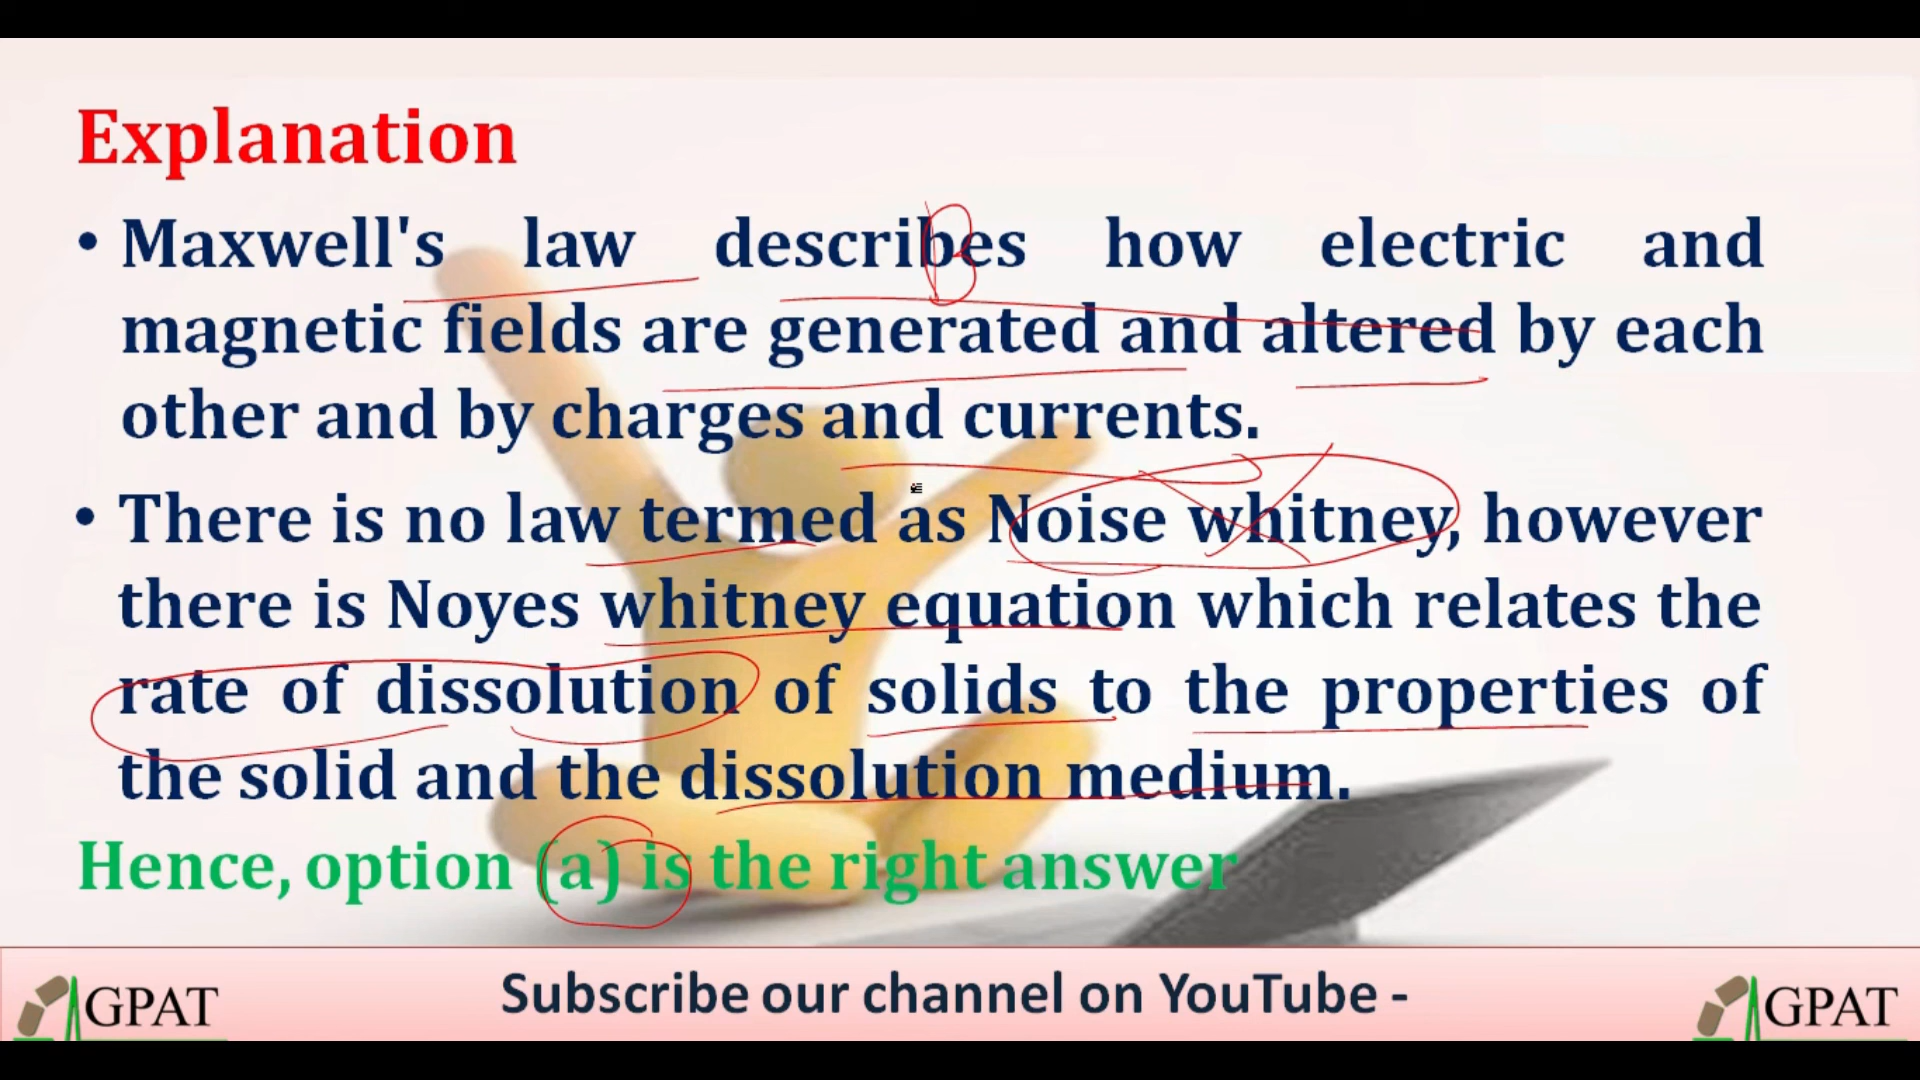 Explanation
• Maxwell's law describes how electric and
magnetic fields are generated and altered by each
other and by charges and currents.
• There is no law termed as Noise whitney, however
there is Noyes whitney equation which relates the
rate of dissolution of solids to the properties of
the solid and the dissolution medium.
Hence, option (a) is the right answer
B
GPAT
Subscribe our channel on YouTube -
GPAT